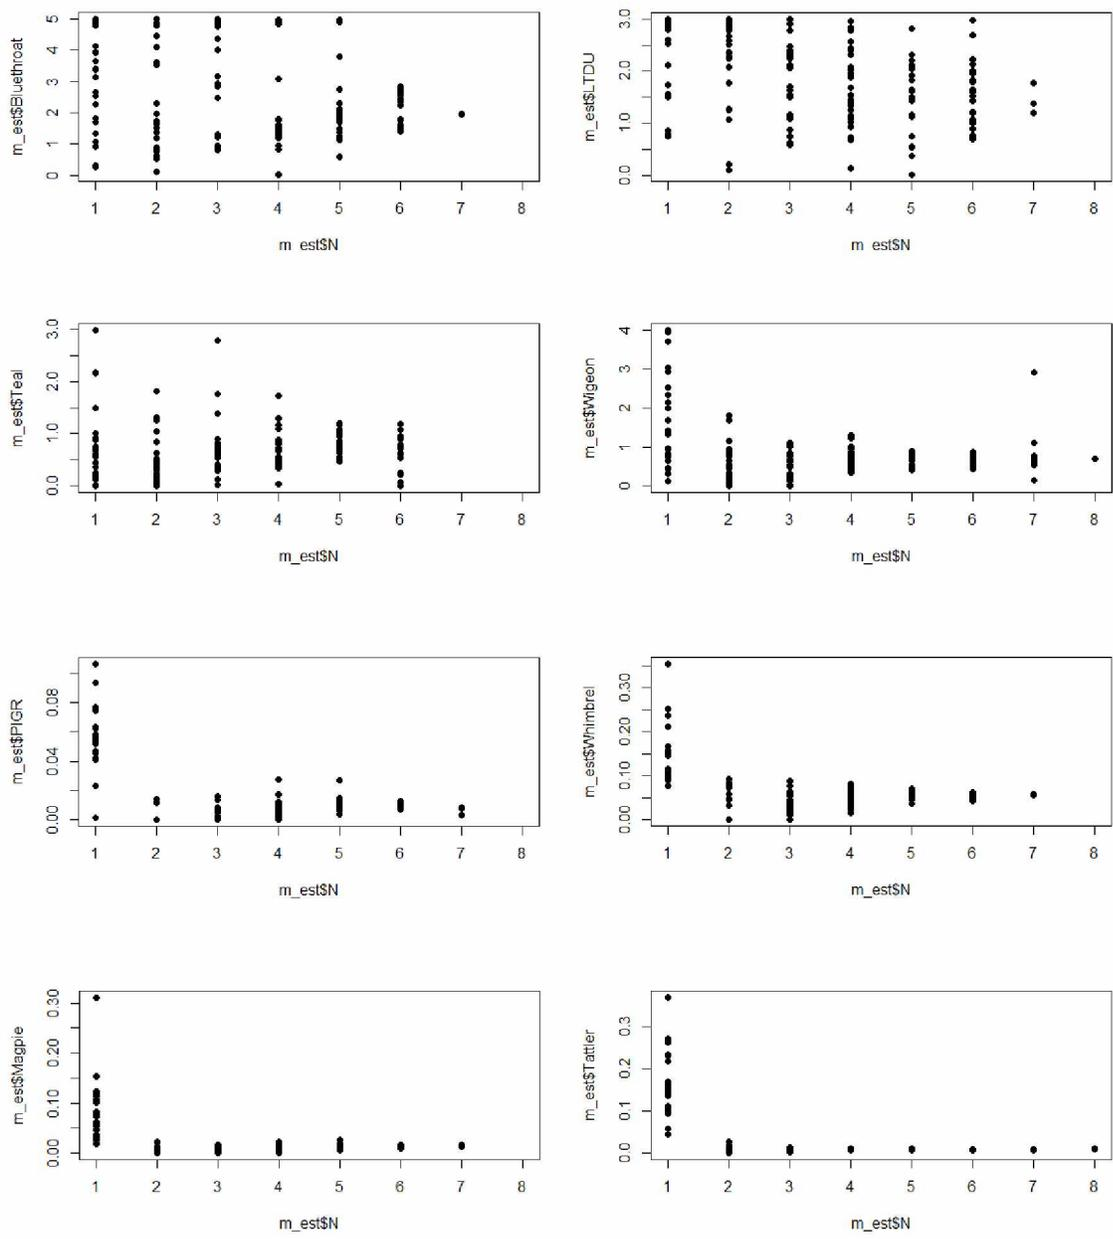 m_est$Bluethroat
5
4
3
2
1
0
1 2 3 4 5 6 7 8
m_est$N
m_est$LTDU
3.0
2.0
1.0
0.0
1 2 3 4 5 6 7 8
m_est$N
m_est$Teal
3.0
2.0
1.0
0.0
1 2 3 4 5 6 7 8
m_est$N
m_est$Wigeon
4
3
2
1
0
1 2 3 4 5 6 7 8
m_est$N
m_est$PIGR
0.08
0.04
0.00
1 2 3 4 5 6 7 8
m_est$N
m_est$Whimbrel
0.30
0.20
0.10
0.00
1 2 3 4 5 6 7 8
m_est$N
m_est$Magpie
0.30
0.20
0.10
0.00
1 2 3 4 5 6 7 8
m_est$N
m_est$Tattler
0.3
0.2
0.1
0.0
1 2 3 4 5 6 7 8
m_est$N